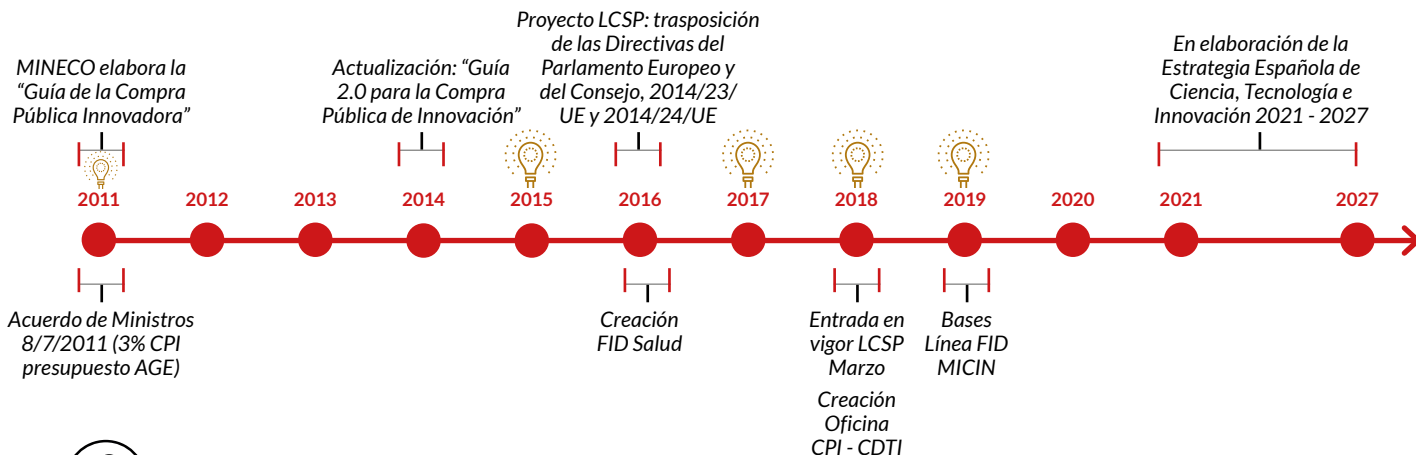 MINECO elabora la
“Guía de la Compra
Pública Innovadora”
Actualización: “Guía
2.0 para la Compra
Pública de Innovación”
Proyecto LCSP: trasposición
de las Directivas del
Parlamento Europeo y
del Consejo, 2014/23/
UE y 2014/24/UE
En elaboración de la
Estrategia Española de
Ciencia, Tecnología e
Innovación 2021 - 2027
2011
2012
2013
2014
2015
2016
2017
2018
2019
2020
2021
2027
Acuerdo de Ministros
8/7/2011 (3% CPI
presupuesto AGE)
Creación
FID Salud
Entrada en
vigor LCSP
Marzo
Creación
Oficina
CPI - CDTI
Bases
Línea FID
MICIN